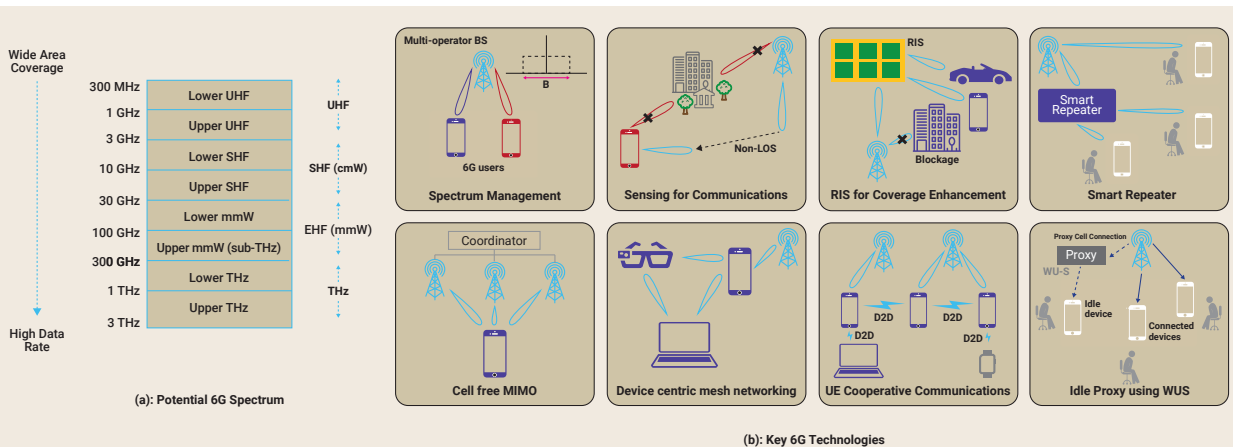 Wide Area
Coverage
High Data
Rate
300 MHz
1 GHz
3 GHz
10 GHz
30 GHz
100 GHz
300 GHz
1 THz
3 THz
Lower UHF
Upper UHF
Lower SHF
Upper SHF
Lower mmW
Upper mmW (sub-THz)
Lower THz
Upper THz
UHF
SHF (cmW)
EHF (mmW)
THz
(a): Potential 6G Spectrum
Multi-operator BS
B
6G users
Spectrum Management
Non-LOS
Sensing for Communications
RIS
Blockage
RIS for Coverage Enhancement
Smart
Repeater
Smart Repeater
Coordinator
Cell free MIMO
Device centric mesh networking
D2D
D2D
D2D
D2D
UE Cooperative Communications
Proxy Cell Connection
Proxy
WU-S
Idle
device
Connected
devices
Idle Proxy using WUS
(b): Key 6G Technologies